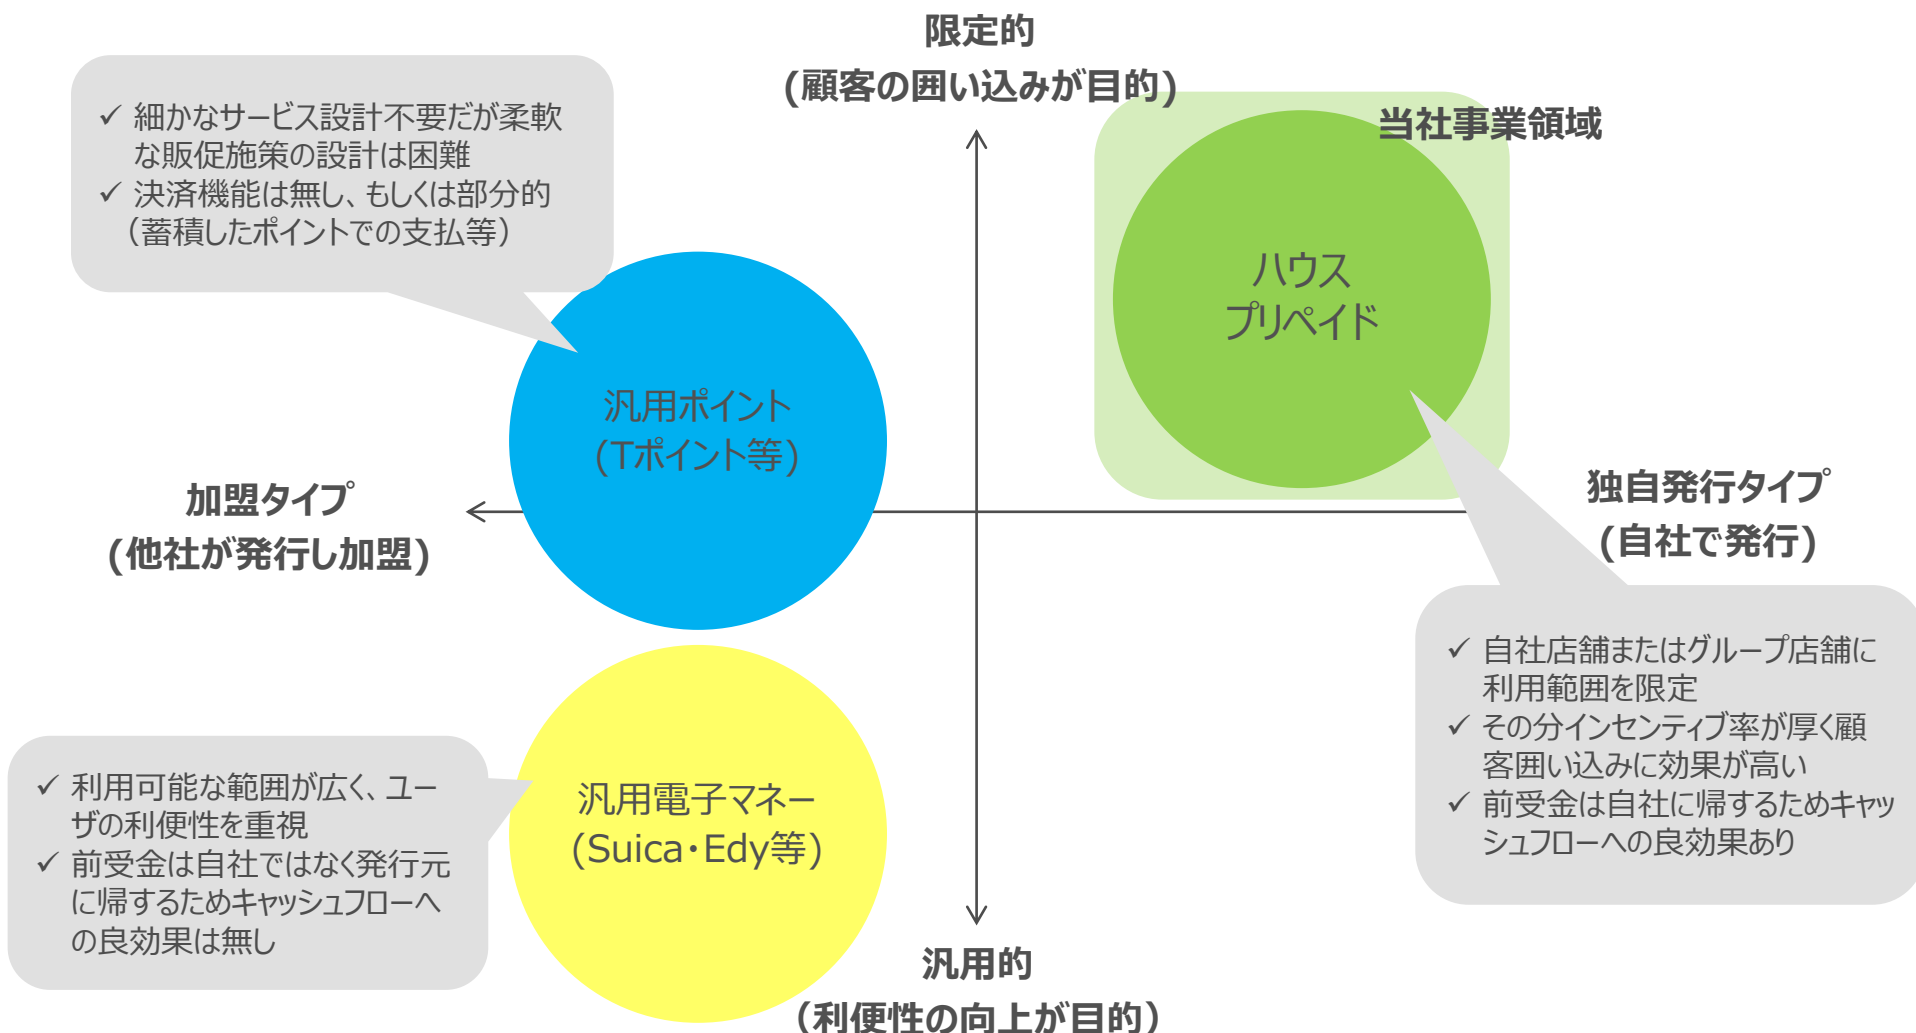 限定的
(顧客の囲い込みが目的)
✓ 細かなサービス設計不要だが柔軟
な販促施策の設計は困難
✓ 決済機能は無し、もしくは部分的
（蓄積したポイントでの支払等）
当社事業領域
ハウス
プリペイド
汎用ポイント
(Tポイント等)
加盟タイプ
(他社が発行し加盟)
独自発行タイプ
(自社で発行)
✓ 自社店舗またはグループ店舗に
利用範囲を限定
✓ その分インセンティブ率が厚く顧
客囲い込みに効果が高い
✓ 前受金は自社に帰するためキャッ
シュフローへの良効果あり
✓ 利用可能な範囲が広く、ユー
ザの利便性を重視
✓ 前受金は自社ではなく発行元
に帰するためキャッシュフローへ
の良効果は無し
汎用電子マネー
(Suica・Edy等)
汎用的
（利便性の向上が目的）